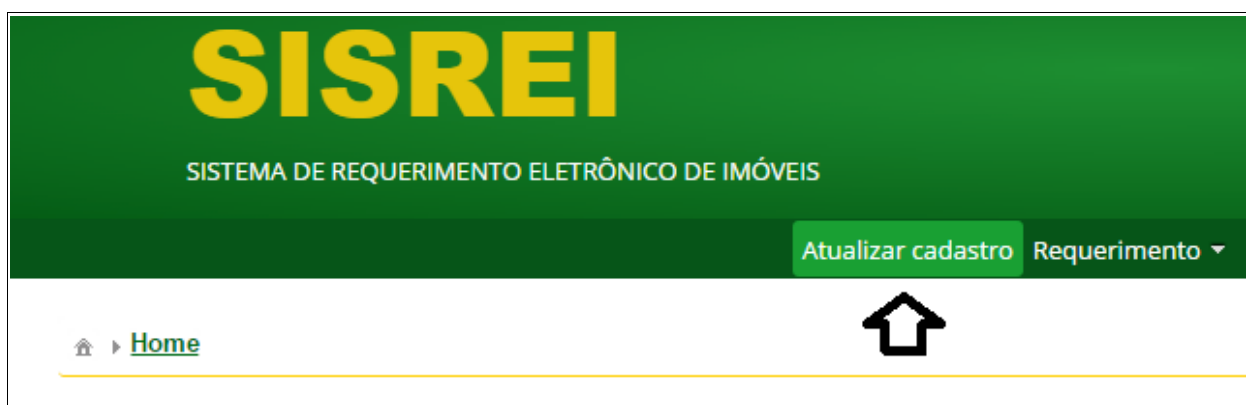 SISREI
SISTEMA DE REQUERIMENTO ELETRÔNICO DE IMÓVEIS
Atualizar cadastro Requerimento
Home